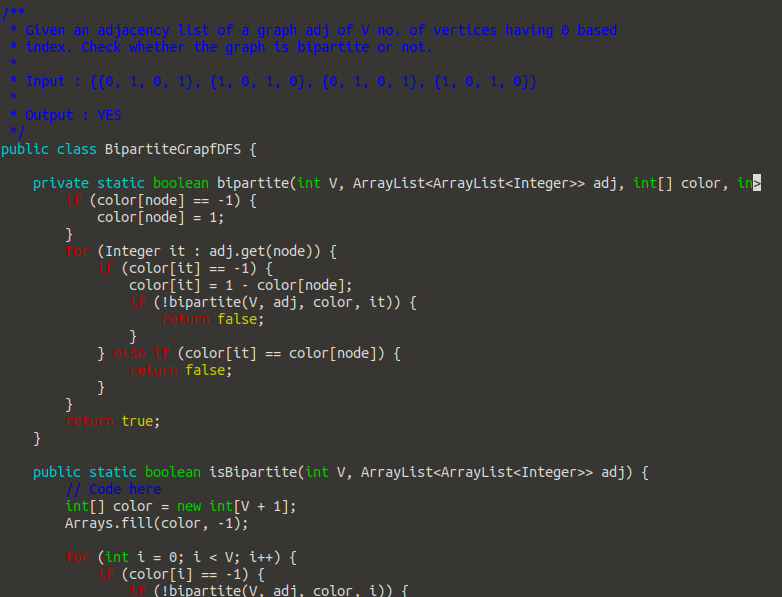 /**
 * Given an adjacency list of a graph adj of V no. of vertices having 0 based
 * index. Check whether the graph is bipartite or not.
 *
 * Input : {{0, 1, 0, 1}, {1, 0, 1, 0}, {0, 1, 0, 1}, {1, 0, 1, 0}}
 *
 * Output : YES
 */
public class BipartiteGrapfDFS {

    private static boolean bipartite(int V, ArrayList<ArrayList<Integer>> adj, int[] color, in>
        if (color[node] == -1) {
            color[node] = 1;
        }
        for (Integer it : adj.get(node)) {
            if (color[it] == -1) {
                color[it] = 1 - color[node];
                if (!bipartite(V, adj, color, it)) {
                    return false;
                }
            } else if (color[it] == color[node]) {
                return false;
            }
        }
        return true;
    }

    public static boolean isBipartite(int V, ArrayList<ArrayList<Integer>> adj) {
        // Code here
        int[] color = new int[V + 1];
        Arrays.fill(color, -1);

        for (int i = 0; i < V; i++) {
            if (color[i] == -1) {
                if (!bipartite(V, adj, color, i)) {